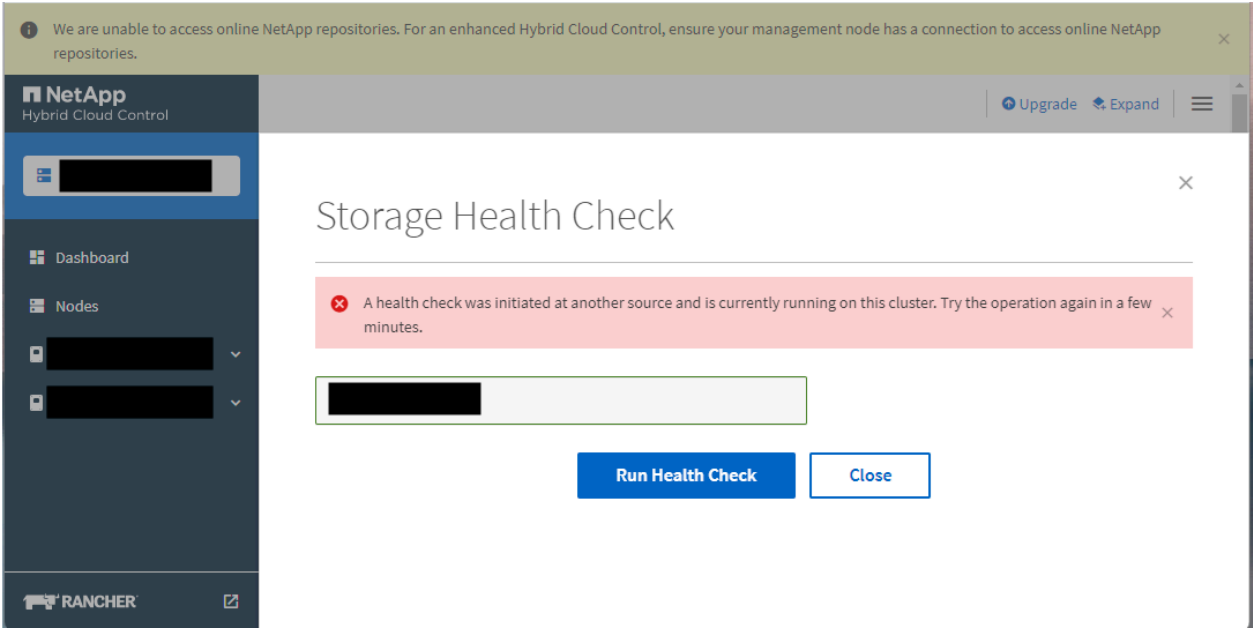 We are unable to access online NetApp repositories. For an enhanced Hybrid Cloud Control, ensure your management node has a connection to access online NetApp
repositories.
NetApp
Hybrid Cloud Control
Upgrade Expand
Storage Health Check
Dashboard
A health check was initiated at another source and is currently running on this cluster. Try the operation again in a few
minutes.
Nodes
Run Health Check Close
RANCHER